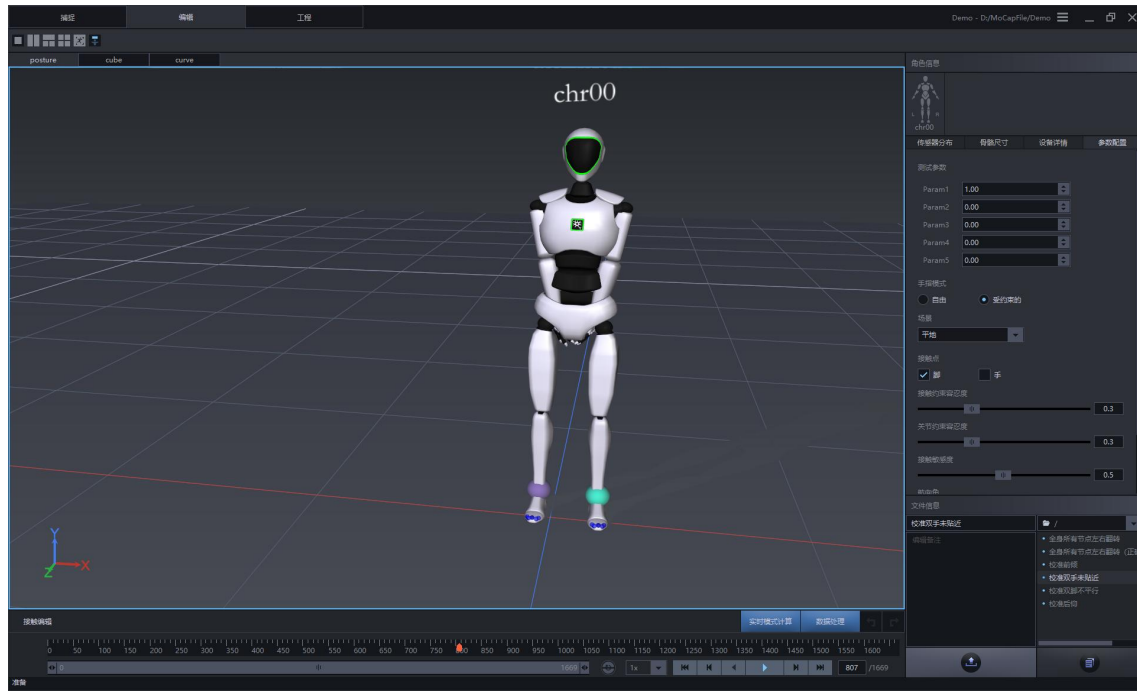 捕捉 编辑 工程 Demo - D:/MoCapFile/Demo
posture cube curve
chr00
Y
X
Z
角色信息
L R
chr00
传感器分布 骨骼尺寸 设备详情 参数配置
测试参数
Param1 1.00
Param2 0.00
Param3 0.00
Param4 0.00
Param5 0.00
手指模式
自由 受约束的
场景
平地
接触点
脚 手
接触约束容忍度
0.3
关节约束容忍度
0.3
接触敏感度
0.5
文件信息
校准双手未贴近 /
编辑备注
全身所有节点左右翻转
全身所有节点左右翻转（正
校准前倾
校准双手未贴近
校准双脚不平行
校准后仰
接触编辑 实时模式计算 数据处理
0 50 100 150 200 250 300 350 400 450 500 550 600 650 700 750 800 850 900 950 1000 1050 1100 1150 1200 1250 1300 1350 1400 1450 1500 1550 1600
0 1669 1x 807 /1669
准备